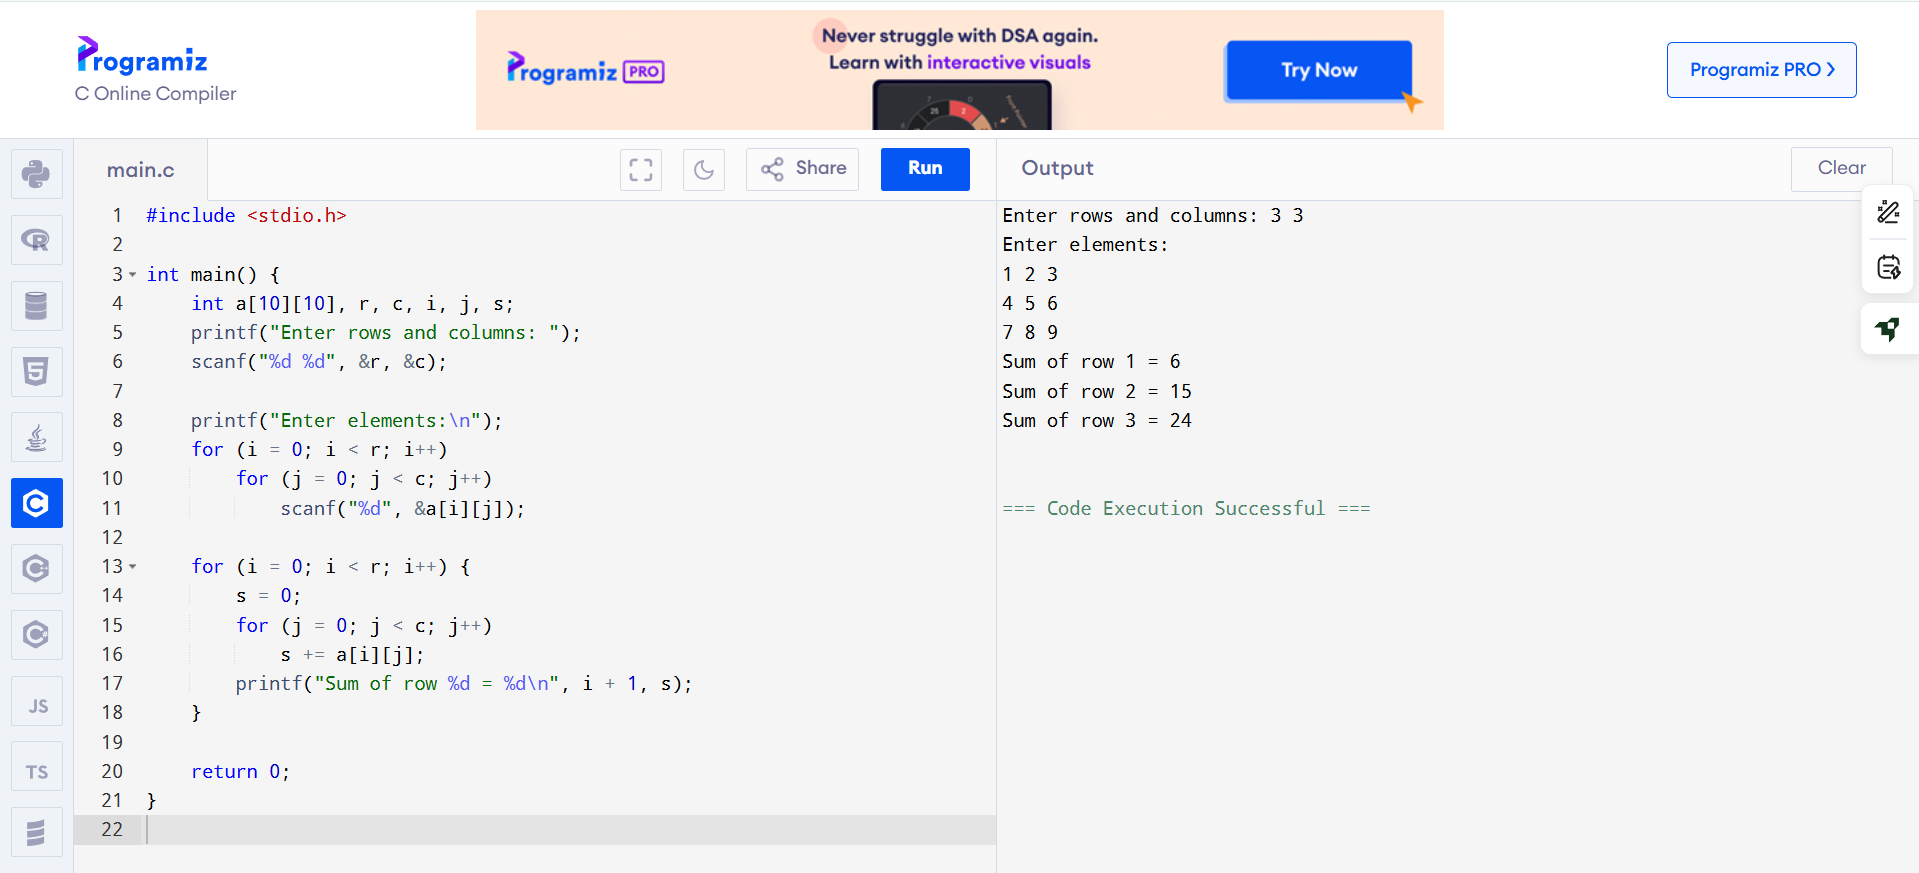 Programiz
C Online Compiler
Programiz PRO
Never struggle with DSA again.
Learn with interactive visuals
Try Now
Programiz PRO ❯
main.c
Share
Run
Output
Clear
1 #include <stdio.h>
2
3 int main() {
4     int a[10][10], r, c, i, j, s;
5     printf("Enter rows and columns: ");
6     scanf("%d %d", &r, &c);
7
8     printf("Enter elements:\n");
9     for (i = 0; i < r; i++)
10         for (j = 0; j < c; j++)
11             scanf("%d", &a[i][j]);
12
13     for (i = 0; i < r; i++) {
14         s = 0;
15         for (j = 0; j < c; j++)
16             s += a[i][j];
17         printf("Sum of row %d = %d\n", i + 1, s);
18     }
19
20     return 0;
21 }
22
Enter rows and columns: 3 3
Enter elements:
1 2 3
4 5 6
7 8 9
Sum of row 1 = 6
Sum of row 2 = 15
Sum of row 3 = 24
=== Code Execution Successful ===
JS
TS